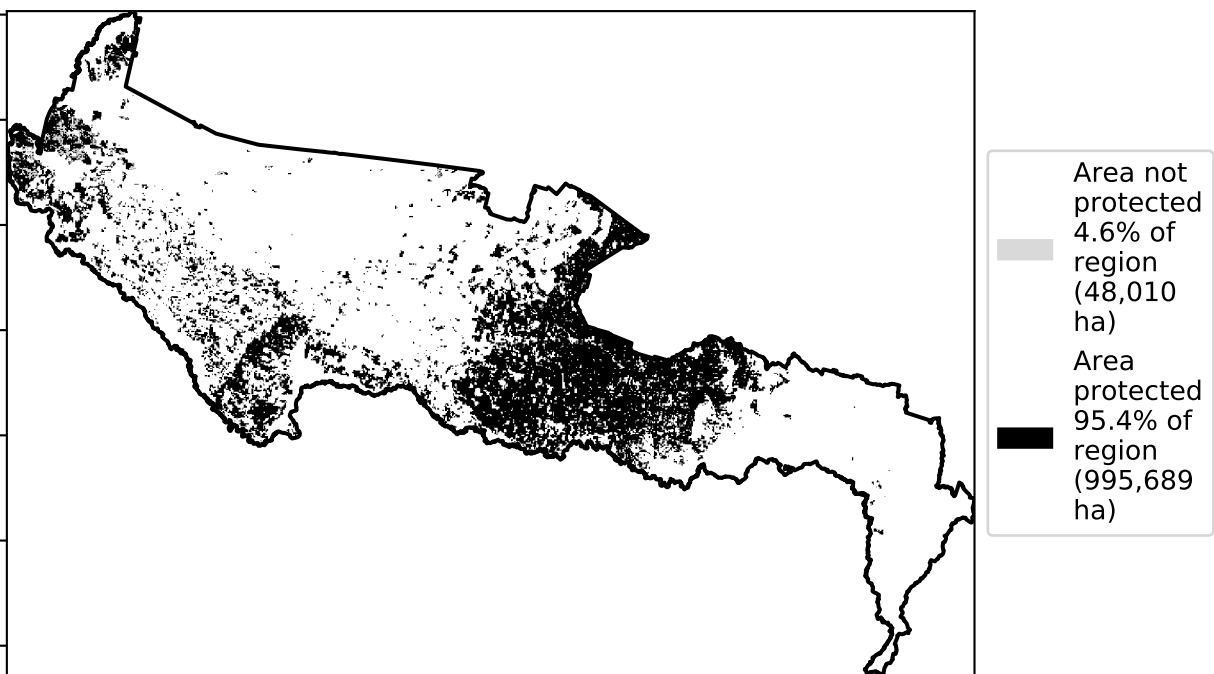 Area not
protected
4.6% of
region
(48,010
ha)
Area
protected
95.4% of
region
(995,689
ha)